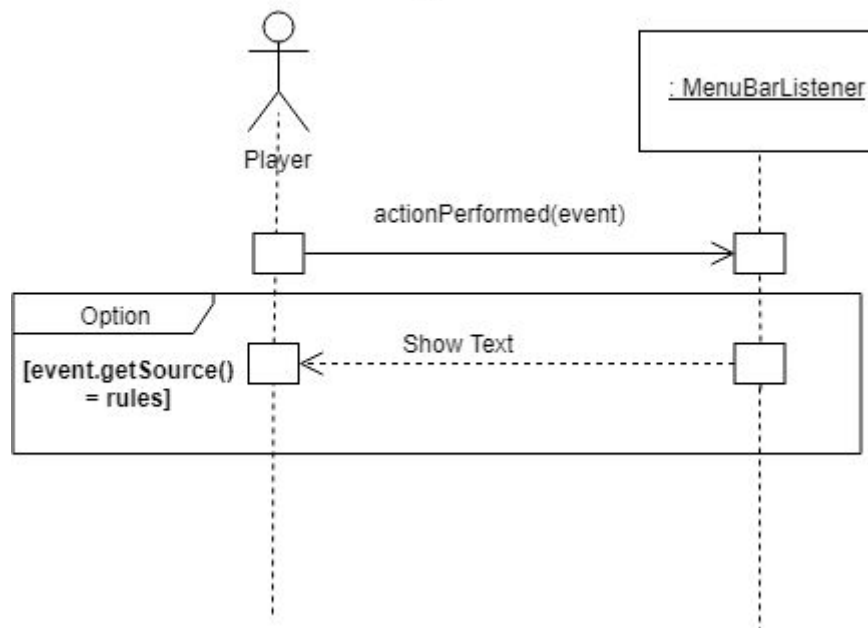 : MenuBarListener
Player
actionPerformed(event)
Option
Show Text
[event.getSource()
= rules]